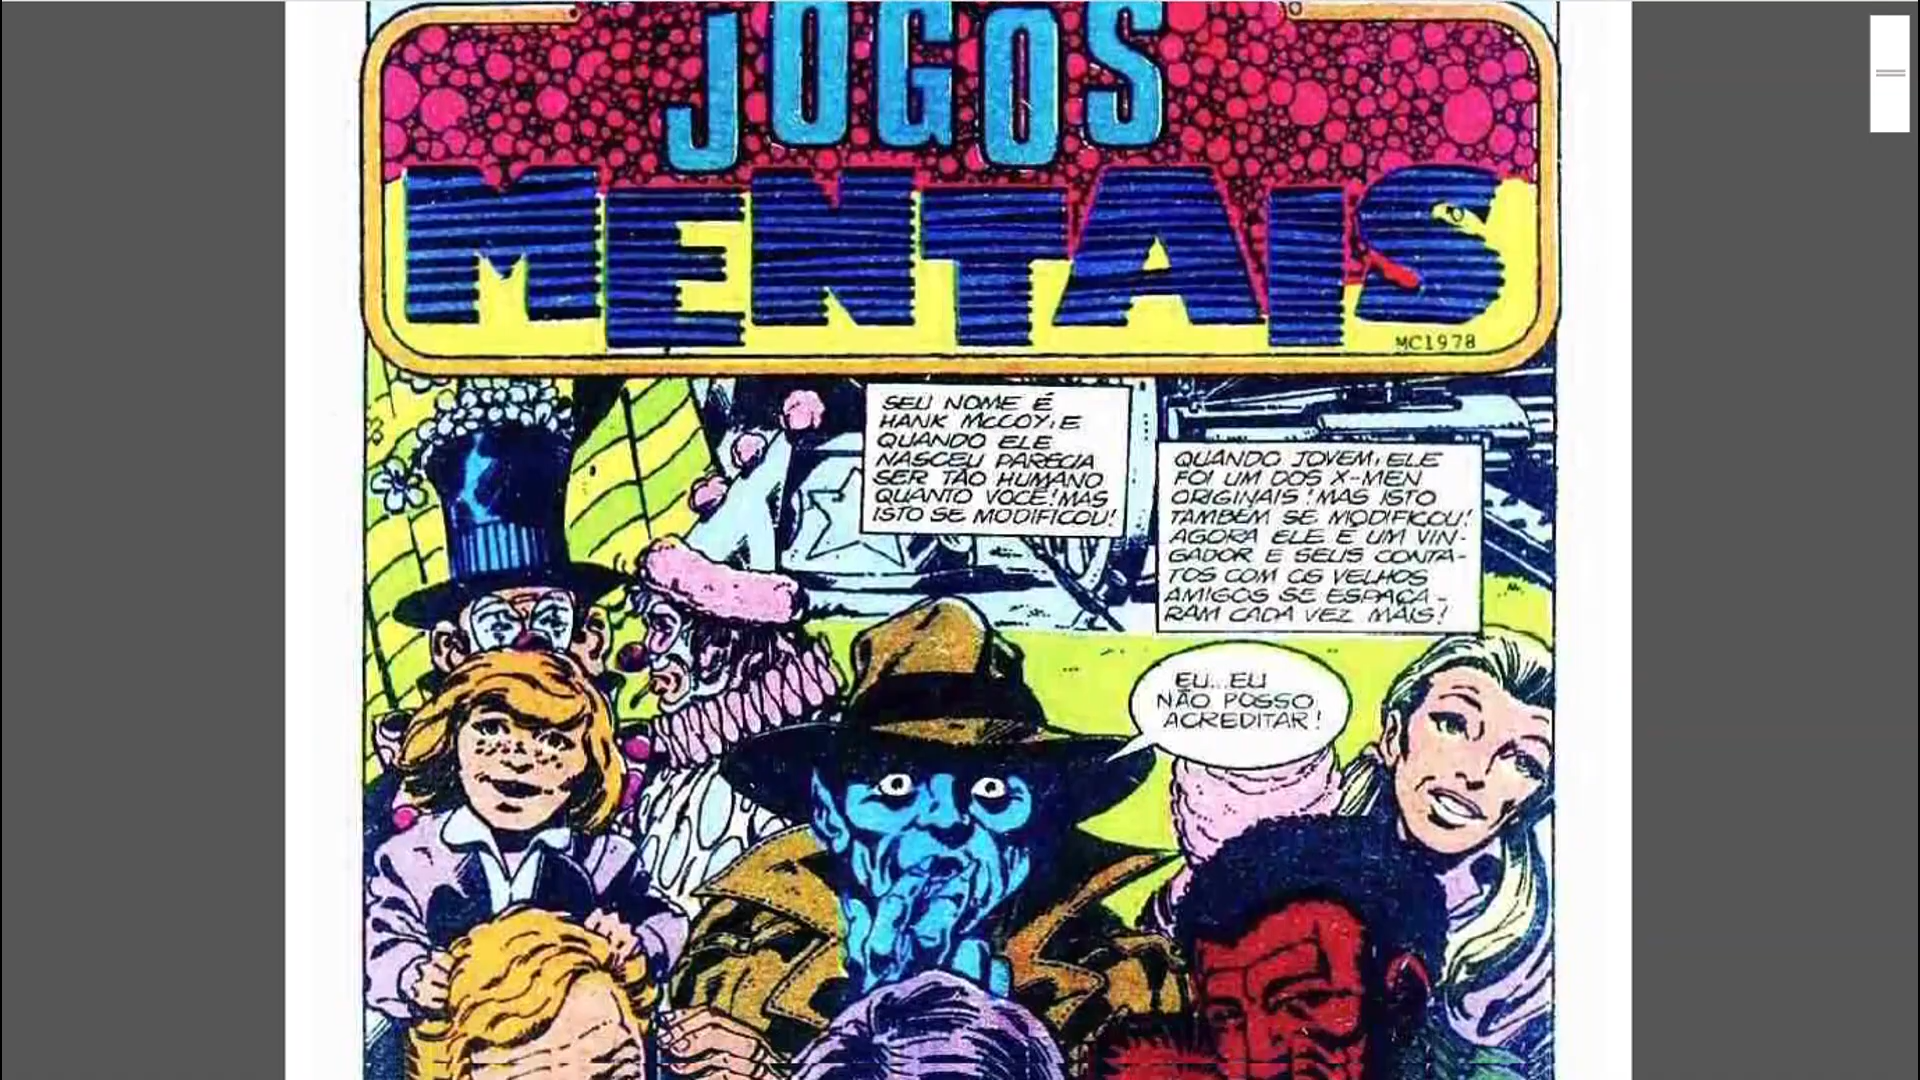 JOGOS
MENTAIS
MC1978
SEU NOME É
HANK McCOY, E
QUANDO ELE
NASCEU PARECIA
SER TÃO HUMANO
QUANTO VOCÊ! MAS
ISTO SE MODIFICOU!
QUANDO JOVEM, ELE
FOI UM DOS X-MEN
ORIGINAIS! MAS ISTO
TAMBÉM SE MODIFICOU!
AGORA ELE É UM VIN-
GADOR E SEUS CONTA-
TOS COM OS VELHOS
AMIGOS SE ESPAÇA-
RAM CADA VEZ MAIS!
EU...EU
NÃO POSSO
ACREDITAR!